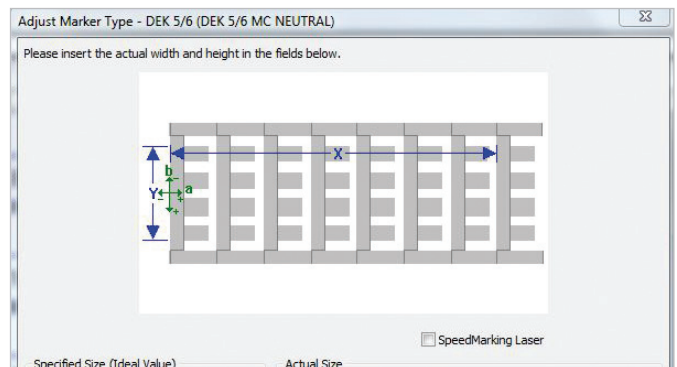 Adjust Marker Type - DEK 5/6 (DEK 5/6 MC NEUTRAL)
Please insert the actual width and height in the fields below.
X
b
Y
a
-
-
+
+
SpeedMarking Laser
Specified Size (Ideal Value)
Actual Size